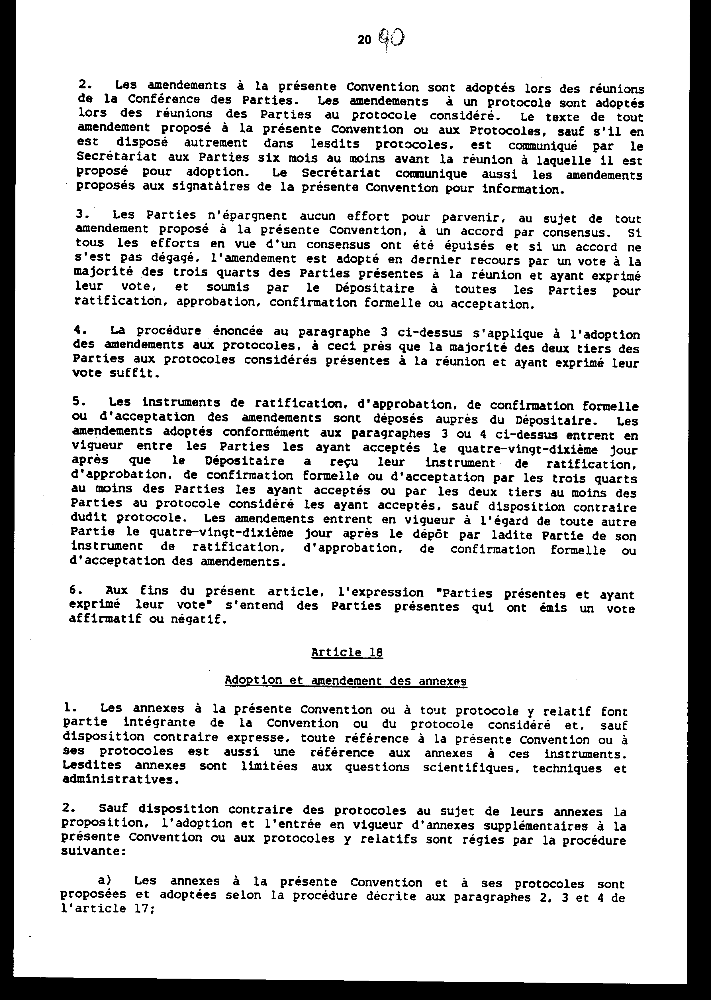 20 90
2. Les amendements à la présente Convention sont adoptés lors des réunions
de la Conférence des Parties. Les amendements à un protocole sont adoptés
lors des réunions des Parties au protocole considéré. Le texte de tout
amendement proposé à la présente Convention ou aux Protocoles, sauf s'il en
est disposé autrement dans lesdits protocoles, est communiqué par le
Secrétariat aux Parties six mois au moins avant la réunion à laquelle il est
proposé pour adoption. Le Secrétariat communique aussi les amendements
proposés aux signataires de la présente Convention pour information.
3. Les Parties n'épargnent aucun effort pour parvenir, au sujet de tout
amendement proposé à la présente Convention, à un accord par consensus. Si
tous les efforts en vue d'un consensus ont été épuisés et si un accord ne
s'est pas dégagé, l'amendement est adopté en dernier recours par un vote à la
majorité des trois quarts des Parties présentes à la réunion et ayant exprimé
leur vote, et soumis par le Dépositaire à toutes les Parties pour
ratification, approbation, confirmation formelle ou acceptation.
4. La procédure énoncée au paragraphe 3 ci-dessus s'applique à l'adoption
des amendements aux protocoles, à ceci près que la majorité des deux tiers des
Parties aux protocoles considérés présentes à la réunion et ayant exprimé leur
vote suffit.
5. Les instruments de ratification, d'approbation, de confirmation formelle
ou d'acceptation des amendements sont déposés auprès du Dépositaire. Les
amendements adoptés conformément aux paragraphes 3 ou 4 ci-dessus entrent en
vigueur entre les Parties les ayant acceptés le quatre-vingt-dixième jour
après que le Dépositaire a reçu leur instrument de ratification,
d'approbation, de confirmation formelle ou d'acceptation par les trois quarts
au moins des Parties les ayant acceptés ou par les deux tiers au moins des
Parties au protocole considéré les ayant acceptés, sauf disposition contraire
dudit protocole. Les amendements entrent en vigueur à l'égard de toute autre
Partie le quatre-vingt-dixième jour après le dépôt par ladite Partie de son
instrument de ratification, d'approbation, de confirmation formelle ou
d'acceptation des amendements.
6. Aux fins du présent article, l'expression "Parties présentes et ayant
exprimé leur vote" s'entend des Parties présentes qui ont émis un vote
affirmatif ou négatif.
Article 18
Adoption et amendement des annexes
1. Les annexes à la présente Convention ou à tout protocole y relatif font
partie intégrante de la Convention ou du protocole considéré et, sauf
disposition contraire expresse, toute référence à la présente Convention ou à
ses protocoles est aussi une référence aux annexes à ces instruments.
Lesdites annexes sont limitées aux questions scientifiques, techniques et
administratives.
2. Sauf disposition contraire des protocoles au sujet de leurs annexes la
proposition, l'adoption et l'entrée en vigueur d'annexes supplémentaires à la
présente Convention ou aux protocoles y relatifs sont régies par la procédure
suivante:
a) Les annexes à la présente Convention et à ses protocoles sont
proposées et adoptées selon la procédure décrite aux paragraphes 2, 3 et 4 de
l'article 17;